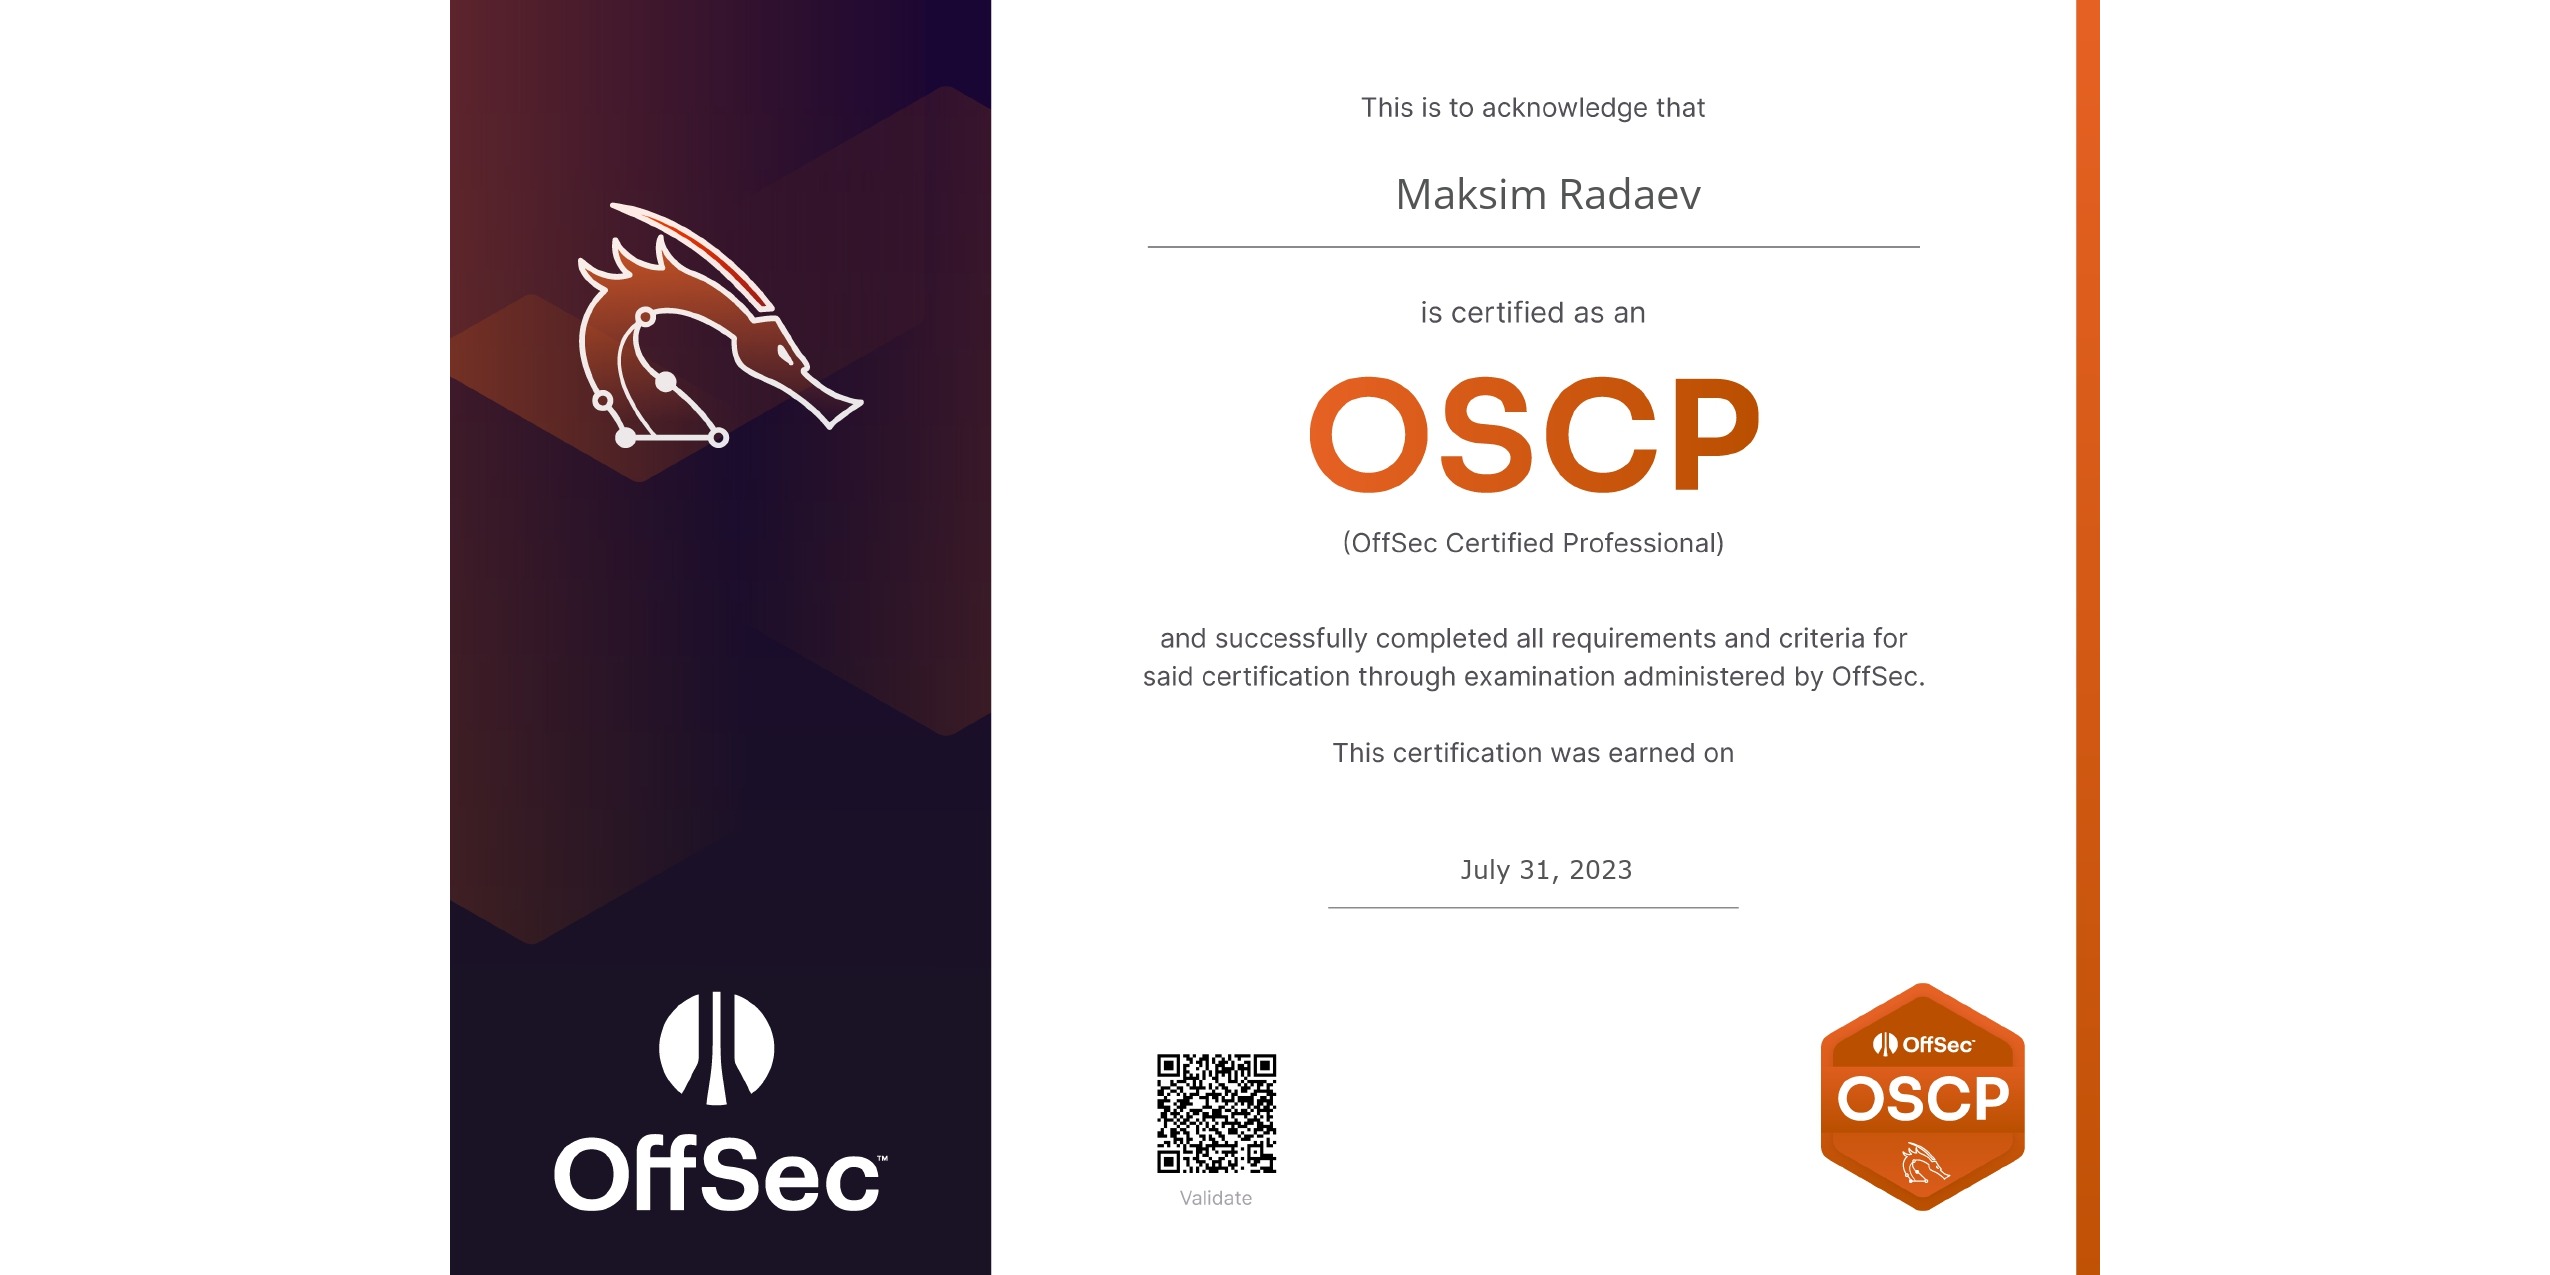 This is to acknowledge that
Maksim Radaev
is certified as an
OSCP
(OffSec Certified Professional)
and successfully completed all requirements and criteria for
said certification through examination administered by OffSec.
This certification was earned on
July 31, 2023
OffSec™
Validate
OffSec™
OSCP